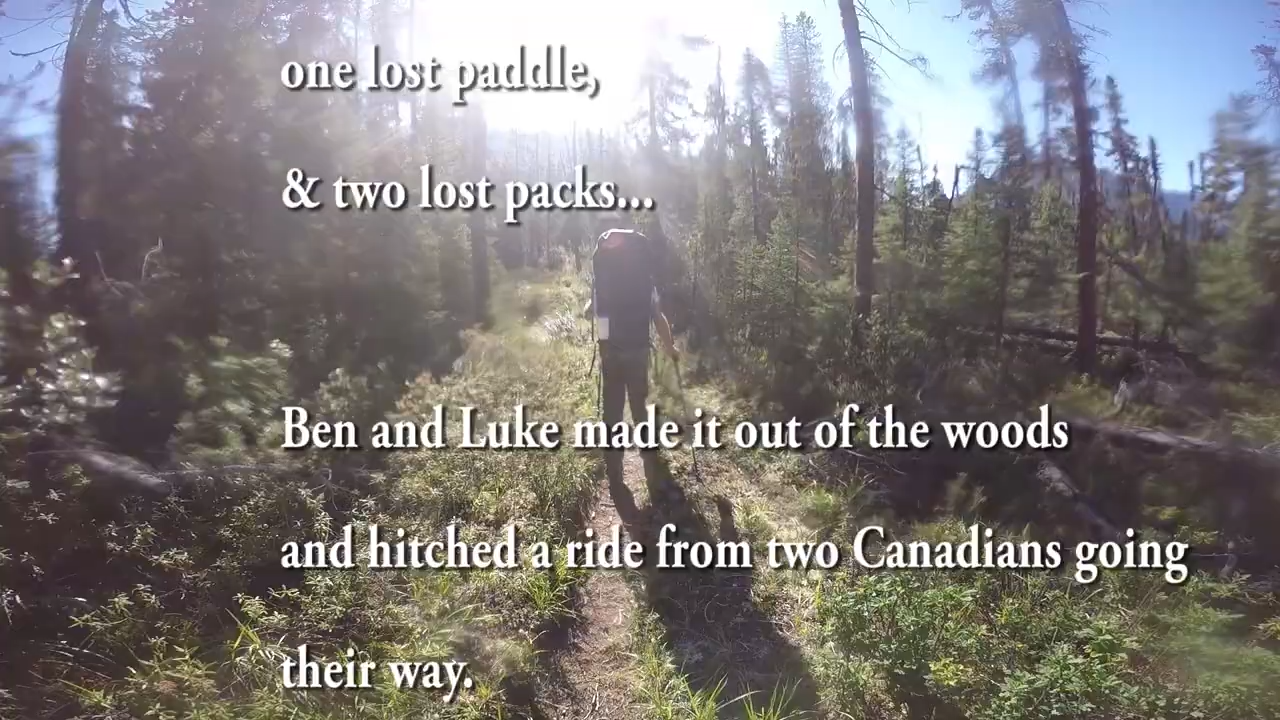 one lost paddle,
& two lost packs...
Ben and Luke made it out of the woods
and hitched a ride from two Canadians going
their way.